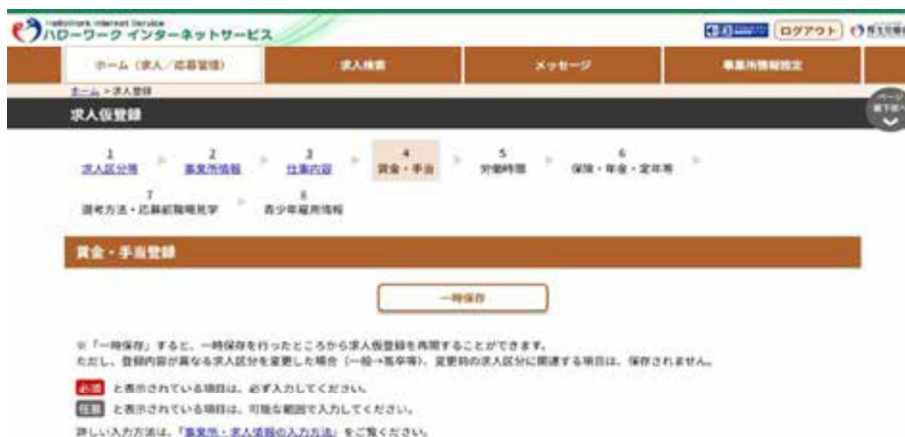 HelloWork Internet Service
ハローワーク インターネットサービス
ログアウト
ホーム（求人／応募管理）
求人検索
メッセージ
ホーム > 求人登録
求人仮登録
1
求人区分等
2
事業所情報
3
仕事内容
4
賃金・手当
5
労働時間
6
保険・年金・定年等
7
選考方法・応募前職場見学
8
青少年雇用情報
賃金・手当登録
一時保存
※「一時保存」すると、一時保存を行ったところから求人仮登録を再開することができます。
ただし、登録内容が異なる求人区分を変更した場合（一般→高卒等）、変更前の求人区分に関連する項目は、保存されません。
必須 と表示されている項目は、必ず入力してください。
任意 と表示されている項目は、可能な範囲で入力してください。
詳しい入力方法は、「事業所・求人情報の入力方法」をご覧ください。